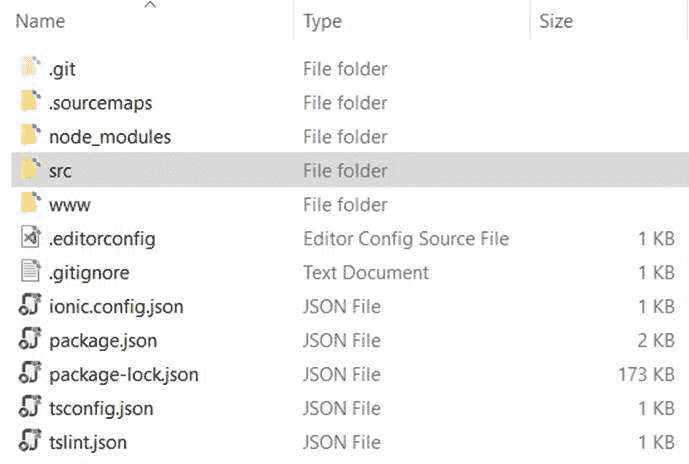 Name Type Size
.git File folder
.sourcemaps File folder
node_modules File folder
src File folder
www File folder
.editorconfig Editor Config Source File 1 KB
.gitignore Text Document 1 KB
ionic.config.json JSON File 1 KB
package.json JSON File 2 KB
package-lock.json JSON File 173 KB
tsconfig.json JSON File 1 KB
tslint.json JSON File 1 KB